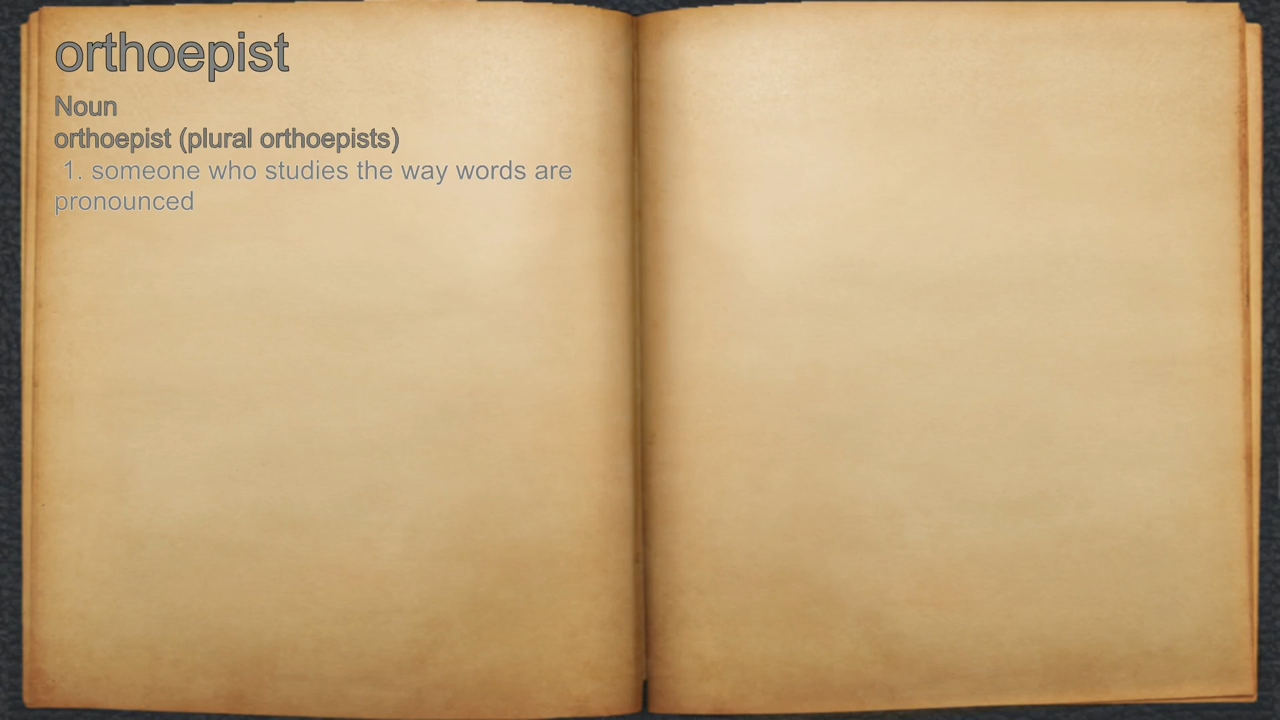 orthoepist
Noun
orthoepist (plural orthoepists)
1. someone who studies the way words are
pronounced